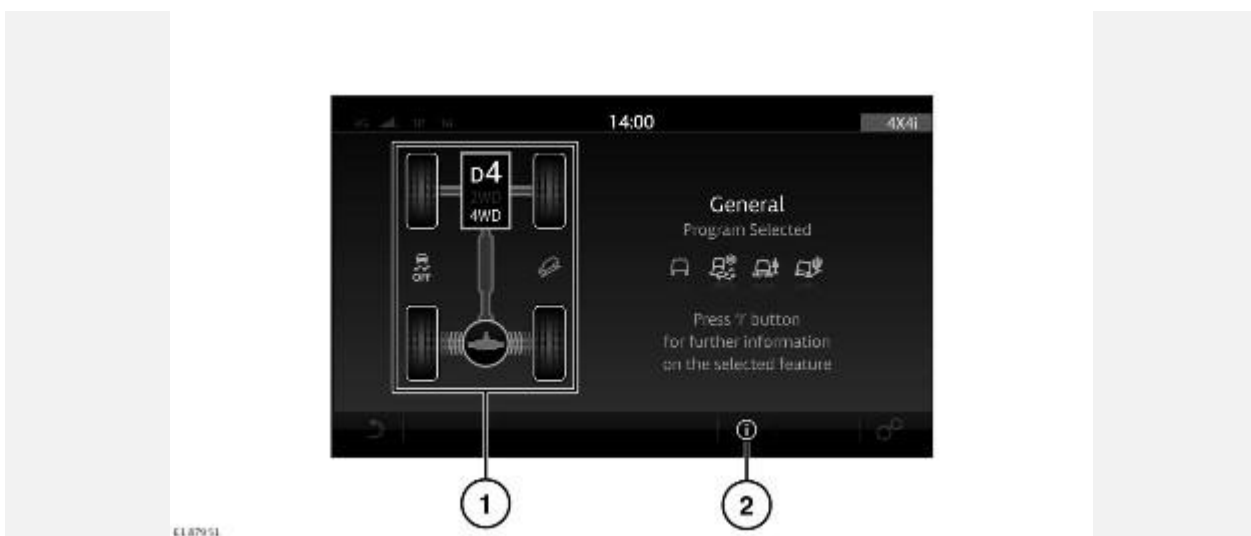 14:00
4X4i
D4
2WD
4WD
OFF
General
Program Selected
Press 'i' button
for further information
on the selected feature
1
2